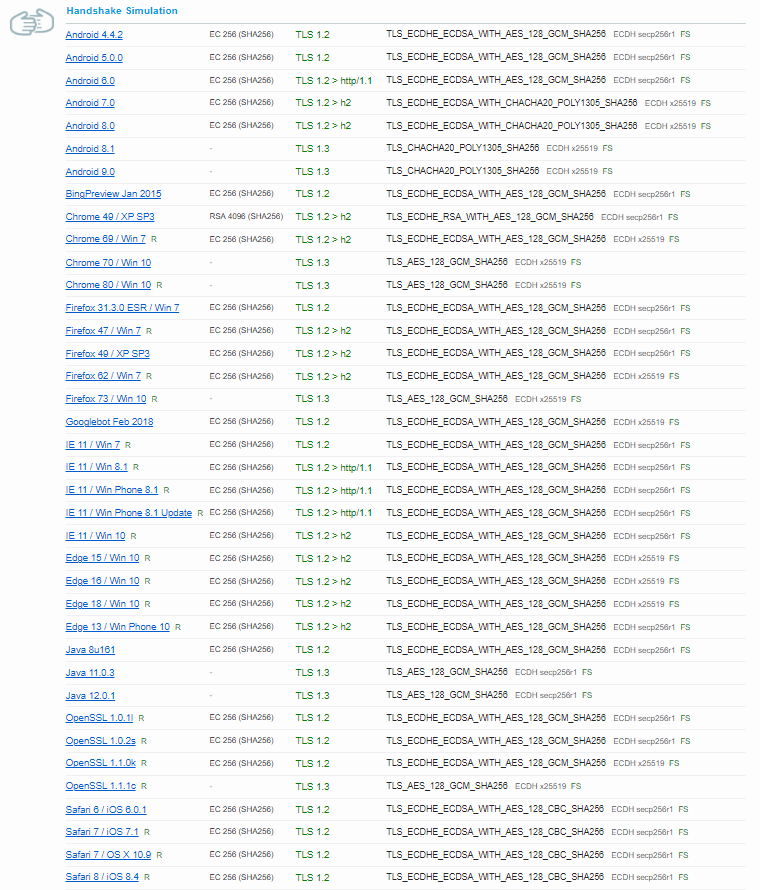 Handshake Simulation
Android 4.4.2 EC 256 (SHA256) TLS 1.2 TLS_ECDHE_ECDSA_WITH_AES_128_GCM_SHA256 ECDH secp256r1 FS
Android 5.0.0 EC 256 (SHA256) TLS 1.2 TLS_ECDHE_ECDSA_WITH_AES_128_GCM_SHA256 ECDH secp256r1 FS
Android 6.0 EC 256 (SHA256) TLS 1.2 > http/1.1 TLS_ECDHE_ECDSA_WITH_AES_128_GCM_SHA256 ECDH secp256r1 FS
Android 7.0 EC 256 (SHA256) TLS 1.2 > h2 TLS_ECDHE_ECDSA_WITH_CHACHA20_POLY1305_SHA256 ECDH x25519 FS
Android 8.0 EC 256 (SHA256) TLS 1.2 > h2 TLS_ECDHE_ECDSA_WITH_CHACHA20_POLY1305_SHA256 ECDH x25519 FS
Android 8.1 - TLS 1.3 TLS_CHACHA20_POLY1305_SHA256 ECDH x25519 FS
Android 9.0 - TLS 1.3 TLS_CHACHA20_POLY1305_SHA256 ECDH x25519 FS
BingPreview Jan 2015 EC 256 (SHA256) TLS 1.2 TLS_ECDHE_ECDSA_WITH_AES_128_GCM_SHA256 ECDH secp256r1 FS
Chrome 49 / XP SP3 RSA 4096 (SHA256) TLS 1.2 > h2 TLS_ECDHE_RSA_WITH_AES_128_GCM_SHA256 ECDH secp256r1 FS
Chrome 69 / Win 7 R EC 256 (SHA256) TLS 1.2 > h2 TLS_ECDHE_ECDSA_WITH_AES_128_GCM_SHA256 ECDH x25519 FS
Chrome 70 / Win 10 - TLS 1.3 TLS_AES_128_GCM_SHA256 ECDH x25519 FS
Chrome 80 / Win 10 R - TLS 1.3 TLS_AES_128_GCM_SHA256 ECDH x25519 FS
Firefox 31.3.0 ESR / Win 7 EC 256 (SHA256) TLS 1.2 TLS_ECDHE_ECDSA_WITH_AES_128_GCM_SHA256 ECDH secp256r1 FS
Firefox 47 / Win 7 R EC 256 (SHA256) TLS 1.2 > h2 TLS_ECDHE_ECDSA_WITH_AES_128_GCM_SHA256 ECDH secp256r1 FS
Firefox 49 / XP SP3 EC 256 (SHA256) TLS 1.2 > h2 TLS_ECDHE_ECDSA_WITH_AES_128_GCM_SHA256 ECDH secp256r1 FS
Firefox 62 / Win 7 R EC 256 (SHA256) TLS 1.2 > h2 TLS_ECDHE_ECDSA_WITH_AES_128_GCM_SHA256 ECDH x25519 FS
Firefox 73 / Win 10 R - TLS 1.3 TLS_AES_128_GCM_SHA256 ECDH x25519 FS
Googlebot Feb 2018 EC 256 (SHA256) TLS 1.2 TLS_ECDHE_ECDSA_WITH_AES_128_GCM_SHA256 ECDH x25519 FS
IE 11 / Win 7 R EC 256 (SHA256) TLS 1.2 TLS_ECDHE_ECDSA_WITH_AES_128_GCM_SHA256 ECDH secp256r1 FS
IE 11 / Win 8.1 R EC 256 (SHA256) TLS 1.2 > http/1.1 TLS_ECDHE_ECDSA_WITH_AES_128_GCM_SHA256 ECDH secp256r1 FS
IE 11 / Win Phone 8.1 R EC 256 (SHA256) TLS 1.2 > http/1.1 TLS_ECDHE_ECDSA_WITH_AES_128_GCM_SHA256 ECDH secp256r1 FS
IE 11 / Win Phone 8.1 Update R EC 256 (SHA256) TLS 1.2 > http/1.1 TLS_ECDHE_ECDSA_WITH_AES_128_GCM_SHA256 ECDH secp256r1 FS
IE 11 / Win 10 R EC 256 (SHA256) TLS 1.2 > h2 TLS_ECDHE_ECDSA_WITH_AES_128_GCM_SHA256 ECDH secp256r1 FS
Edge 15 / Win 10 R EC 256 (SHA256) TLS 1.2 > h2 TLS_ECDHE_ECDSA_WITH_AES_128_GCM_SHA256 ECDH x25519 FS
Edge 16 / Win 10 R EC 256 (SHA256) TLS 1.2 > h2 TLS_ECDHE_ECDSA_WITH_AES_128_GCM_SHA256 ECDH x25519 FS
Edge 18 / Win 10 R EC 256 (SHA256) TLS 1.2 > h2 TLS_ECDHE_ECDSA_WITH_AES_128_GCM_SHA256 ECDH x25519 FS
Edge 13 / Win Phone 10 R EC 256 (SHA256) TLS 1.2 > h2 TLS_ECDHE_ECDSA_WITH_AES_128_GCM_SHA256 ECDH secp256r1 FS
Java 8u161 EC 256 (SHA256) TLS 1.2 TLS_ECDHE_ECDSA_WITH_AES_128_GCM_SHA256 ECDH secp256r1 FS
Java 11.0.3 - TLS 1.3 TLS_AES_128_GCM_SHA256 ECDH secp256r1 FS
Java 12.0.1 - TLS 1.3 TLS_AES_128_GCM_SHA256 ECDH secp256r1 FS
OpenSSL 1.0.1l R EC 256 (SHA256) TLS 1.2 TLS_ECDHE_ECDSA_WITH_AES_128_GCM_SHA256 ECDH secp256r1 FS
OpenSSL 1.0.2s R EC 256 (SHA256) TLS 1.2 TLS_ECDHE_ECDSA_WITH_AES_128_GCM_SHA256 ECDH secp256r1 FS
OpenSSL 1.1.0k R EC 256 (SHA256) TLS 1.2 TLS_ECDHE_ECDSA_WITH_AES_128_GCM_SHA256 ECDH x25519 FS
OpenSSL 1.1.1c R - TLS 1.3 TLS_AES_128_GCM_SHA256 ECDH x25519 FS
Safari 6 / iOS 6.0.1 EC 256 (SHA256) TLS 1.2 TLS_ECDHE_ECDSA_WITH_AES_128_CBC_SHA256 ECDH secp256r1 FS
Safari 7 / iOS 7.1 R EC 256 (SHA256) TLS 1.2 TLS_ECDHE_ECDSA_WITH_AES_128_CBC_SHA256 ECDH secp256r1 FS
Safari 7 / OS X 10.9 R EC 256 (SHA256) TLS 1.2 TLS_ECDHE_ECDSA_WITH_AES_128_CBC_SHA256 ECDH secp256r1 FS
Safari 8 / iOS 8.4 R EC 256 (SHA256) TLS 1.2 TLS_ECDHE_ECDSA_WITH_AES_128_CBC_SHA256 ECDH secp256r1 FS